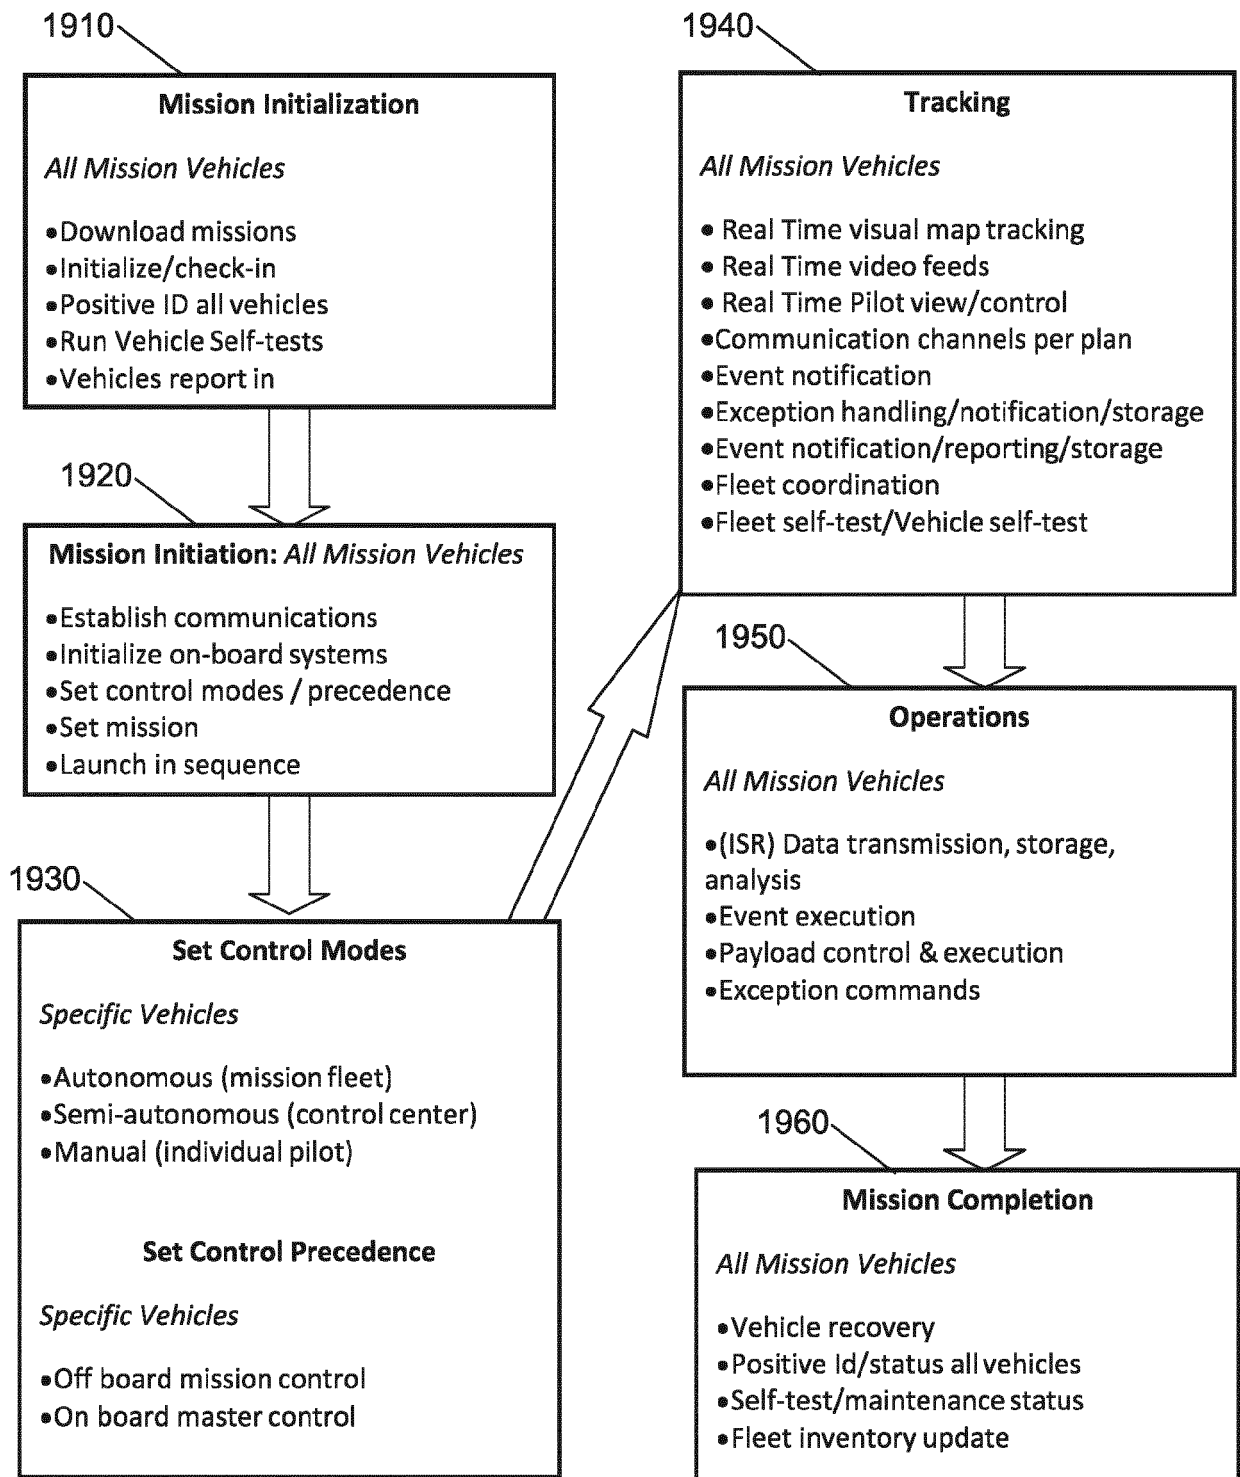 1910
Mission Initialization
All Mission Vehicles
•Download missions
•Initialize/check-in
•Positive ID all vehicles
•Run Vehicle Self-tests
•Vehicles report in
1920
Mission Initiation: All Mission Vehicles
•Establish communications
•Initialize on-board systems
•Set control modes / precedence
•Set mission
•Launch in sequence
1930
Set Control Modes
Specific Vehicles
•Autonomous (mission fleet)
•Semi-autonomous (control center)
•Manual (individual pilot)
Set Control Precedence
Specific Vehicles
•Off board mission control
•On board master control
1940
Tracking
All Mission Vehicles
• Real Time visual map tracking
• Real Time video feeds
• Real Time Pilot view/control
•Communication channels per plan
•Event notification
•Exception handling/notification/storage
•Event notification/reporting/storage
•Fleet coordination
•Fleet self-test/Vehicle self-test
1950
Operations
All Mission Vehicles
•(ISR) Data transmission, storage,
analysis
•Event execution
•Payload control & execution
•Exception commands
1960
Mission Completion
All Mission Vehicles
•Vehicle recovery
•Positive Id/status all vehicles
•Self-test/maintenance status
•Fleet inventory update